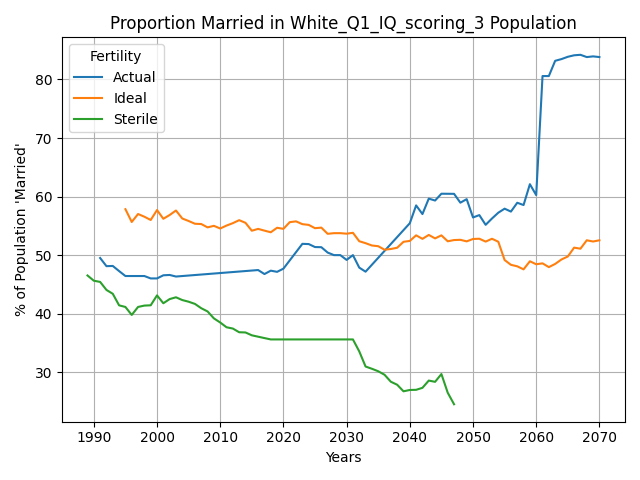 Proportion Married in White_Q1_IQ_scoring_3 Population
Fertility
Actual
Ideal
Sterile
% of Population 'Married'
80
70
60
50
40
30
1990 2000 2010 2020 2030 2040 2050 2060 2070
Years